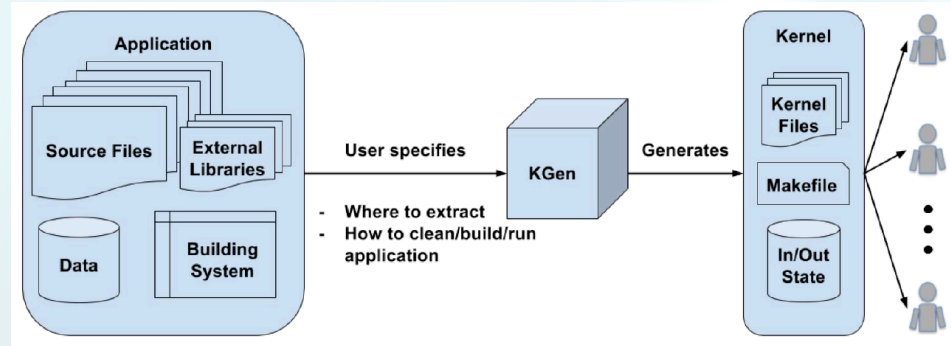 Application
Source Files
External
Libraries
Data
Building
System
User specifies
- Where to extract
- How to clean/build/run
application
KGen
Generates
Kernel
Kernel
Files
Makefile
In/Out
State